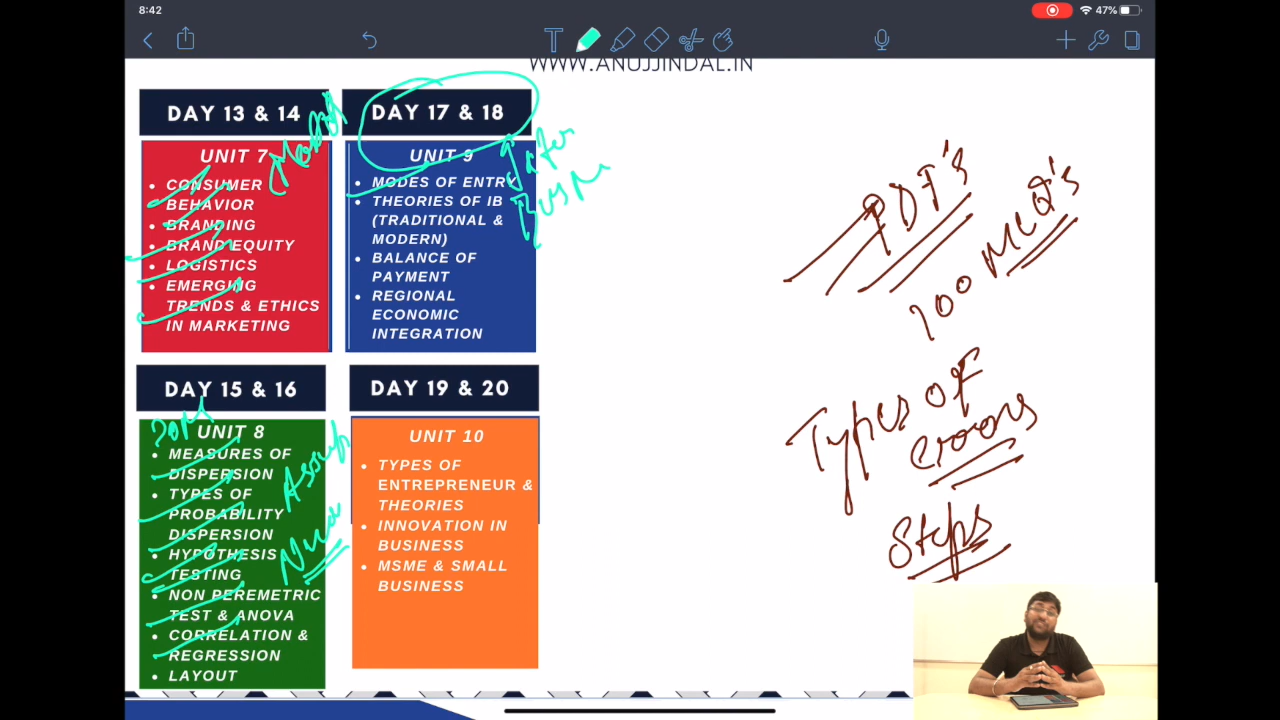 8:42
47%
WWW.ANUJJINDAL.IN
DAY 13 & 14
UNIT 7
CONSUMER
BEHAVIOR
BRANDING
BRAND EQUITY
LOGISTICS
EMERGING
TRENDS & ETHICS
IN MARKETING
DAY 17 & 18
UNIT 9
MODES OF ENTRY
THEORIES OF IB
(TRADITIONAL &
MODERN)
BALANCE OF
PAYMENT
REGIONAL
ECONOMIC
INTEGRATION
DAY 15 & 16
UNIT 8
MEASURES OF
DISPERSION
TYPES OF
PROBABILITY
DISPERSION
HYPOTHESIS
TESTING
NON PEREMETRIC
TEST & ANOVA
CORRELATION &
REGRESSION
LAYOUT
DAY 19 & 20
UNIT 10
TYPES OF
ENTREPRENEUR &
THEORIES
INNOVATION IN
BUSINESS
MSME & SMALL
BUSINESS
PDF's
100 MCQ's
Types of
errors
Steps